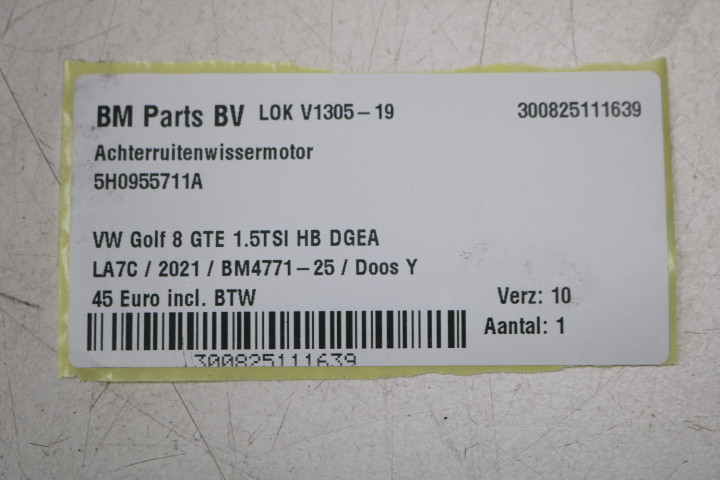 BM Parts BV LOK V1305-19 300825111639
Achterruitenwissermotor
5H0955711A
VW Golf 8 GTE 1.5TSI HB DGEA
LA7C / 2021 / BM4771-25 / Doos Y
45 Euro incl. BTW Verz: 10
Aantal: 1
300825111639